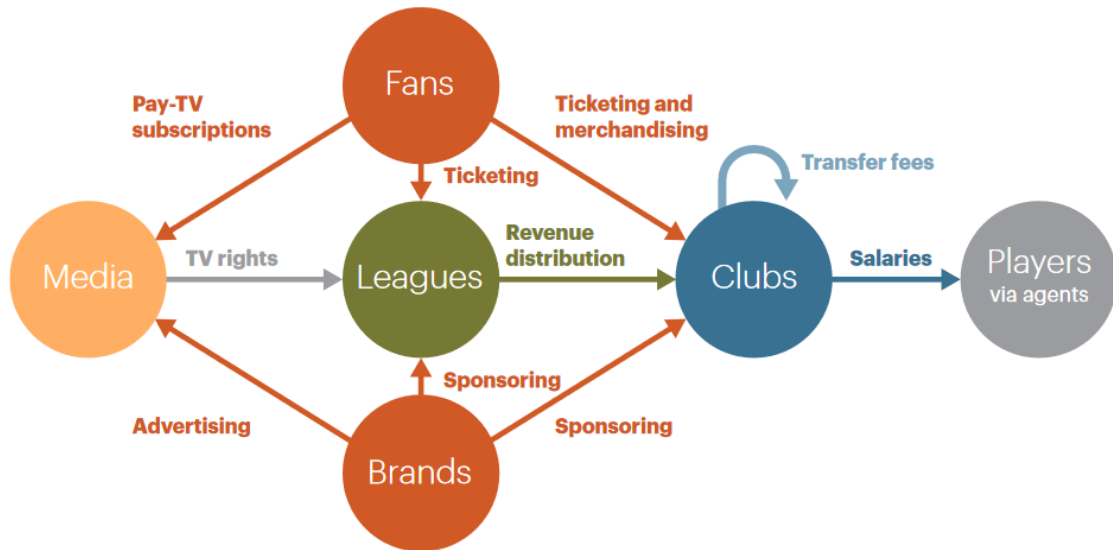 Fans
Pay-TV
subscriptions
Ticketing and
merchandising
Ticketing
Transfer fees
Media
TV rights
Leagues
Revenue
distribution
Clubs
Salaries
Players
via agents
Sponsoring
Advertising
Sponsoring
Brands